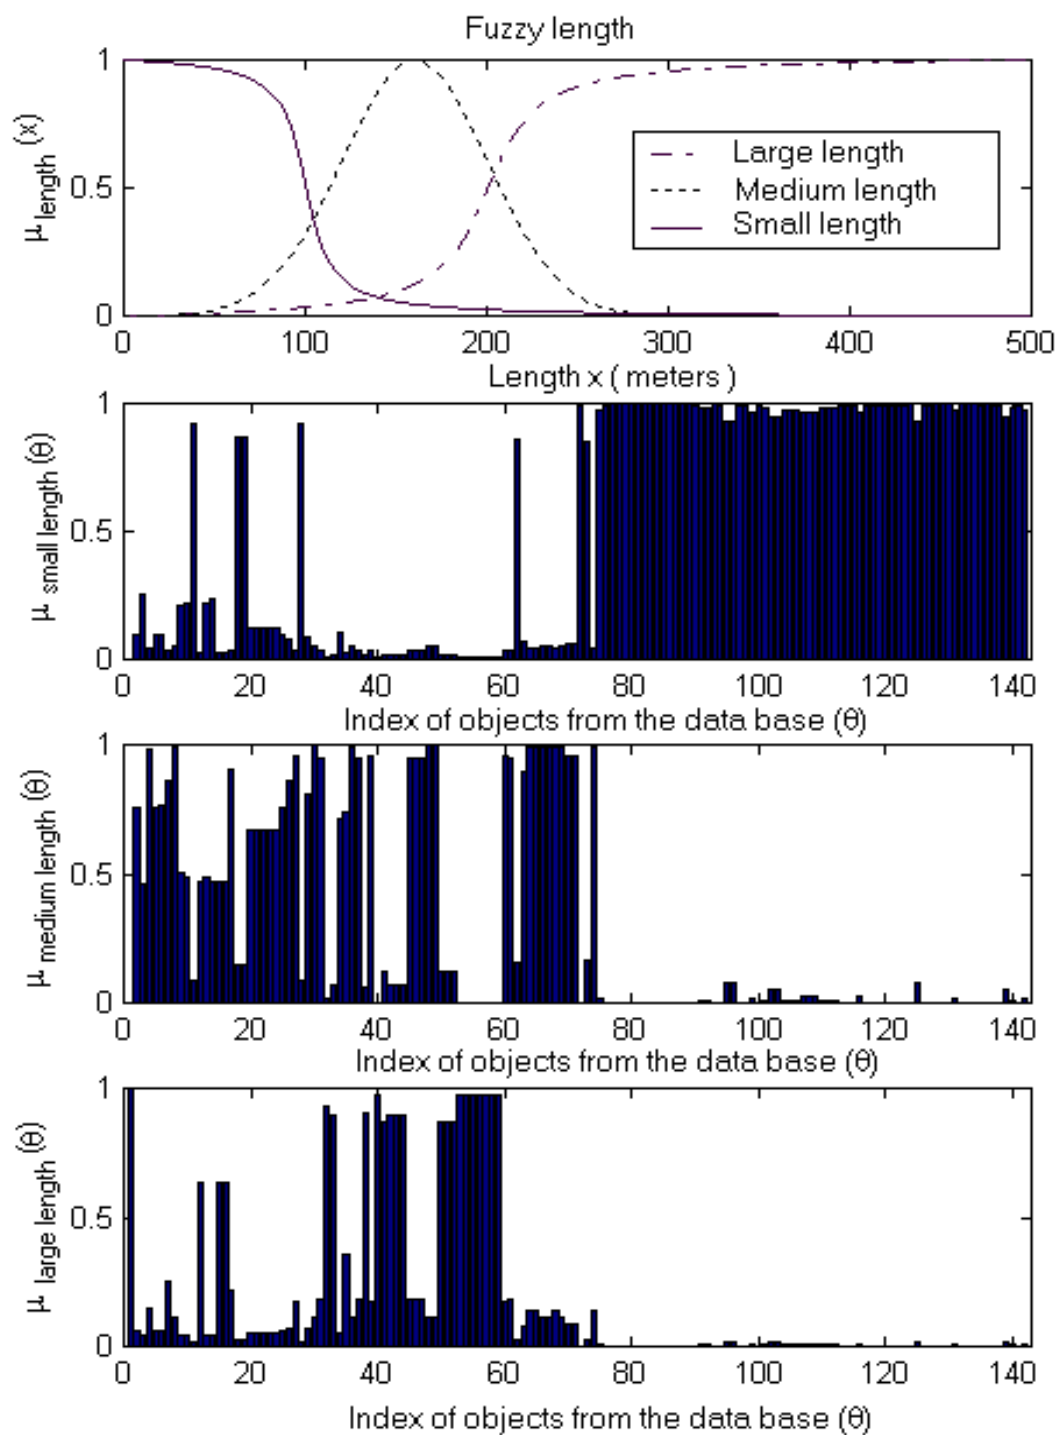 Fuzzy length
1
0.5
0
μ length (x)
Large length
Medium length
Small length
0 100 200 300 400 500
Length x ( meters )
1
0.5
0
μ small length (θ)
0 20 40 60 80 100 120 140
Index of objects from the data base (θ)
1
0.5
0
μ medium length (θ)
0 20 40 60 80 100 120 140
Index of objects from the data base (θ)
1
0.5
0
μ large length (θ)
0 20 40 60 80 100 120 140
Index of objects from the data base (θ)